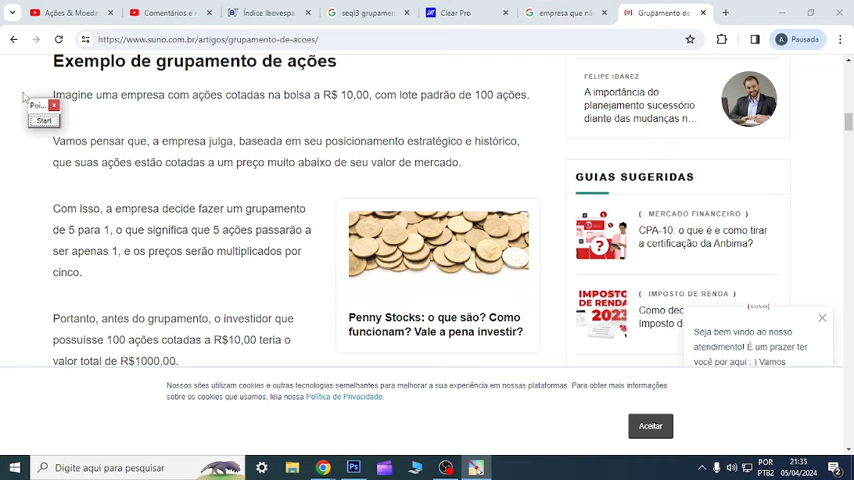 Ações & Moeda
Comentários e r
Índice Ibovespa
seql3 grupamen
Clear Pro
empresa que nã
Grupamento de
https://www.suno.com.br/artigos/grupamento-de-acoes/
A
Pausada
Exemplo de grupamento de ações
Poi...
x
Start
Imagine uma empresa com ações cotadas na bolsa a R$ 10,00, com lote padrão de 100 ações.
Vamos pensar que, a empresa julga, baseada em seu posicionamento estratégico e histórico,
que suas ações estão cotadas a um preço muito abaixo de seu valor de mercado.
Com isso, a empresa decide fazer um grupamento
de 5 para 1, o que significa que 5 ações passarão a
ser apenas 1, e os preços serão multiplicados por
cinco.
Portanto, antes do grupamento, o investidor que
possuísse 100 ações cotadas a R$10,00 teria o
valor total de R$1000,00.
Penny Stocks: o que são? Como
funcionam? Vale a pena investir?
FELIPE IBANEZ
A importância do
planejamento sucessório
diante das mudanças n...
GUIAS SUGERIDAS
( MERCADO FINANCEIRO )
CPA-10: o que é e como tirar
a certificação da Anbima?
IMPOSTO
DE RENDA
2023
( IMPOSTO DE RENDA )
Como dec
Imposto d
(SUNO)
Seja bem vindo ao nosso
atendimento! É um prazer ter
você por aqui : ) Vamos
Nossos sites utilizam cookies e outras tecnologias semelhantes para melhorar a sua experiência em nossas plataformas. Para obter mais informações
sobre os cookies que usamos, leia nossa Política de Privacidade.
Aceitar
Digite aqui para pesquisar
Ps
POR
PTB2
21:35
05/04/2024
2